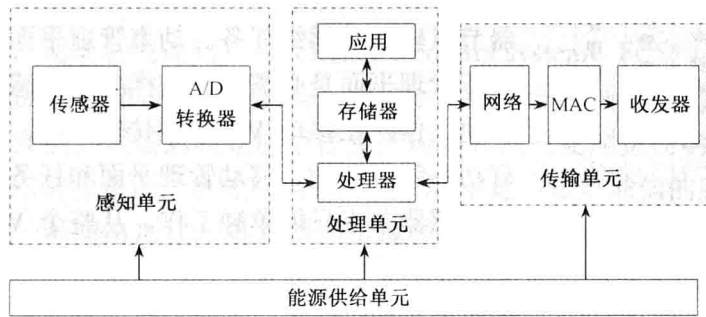 应用
传感器
A/D
转换器
存储器
网络
MAC
收发器
处理器
感知单元
处理单元
传输单元
能源供给单元